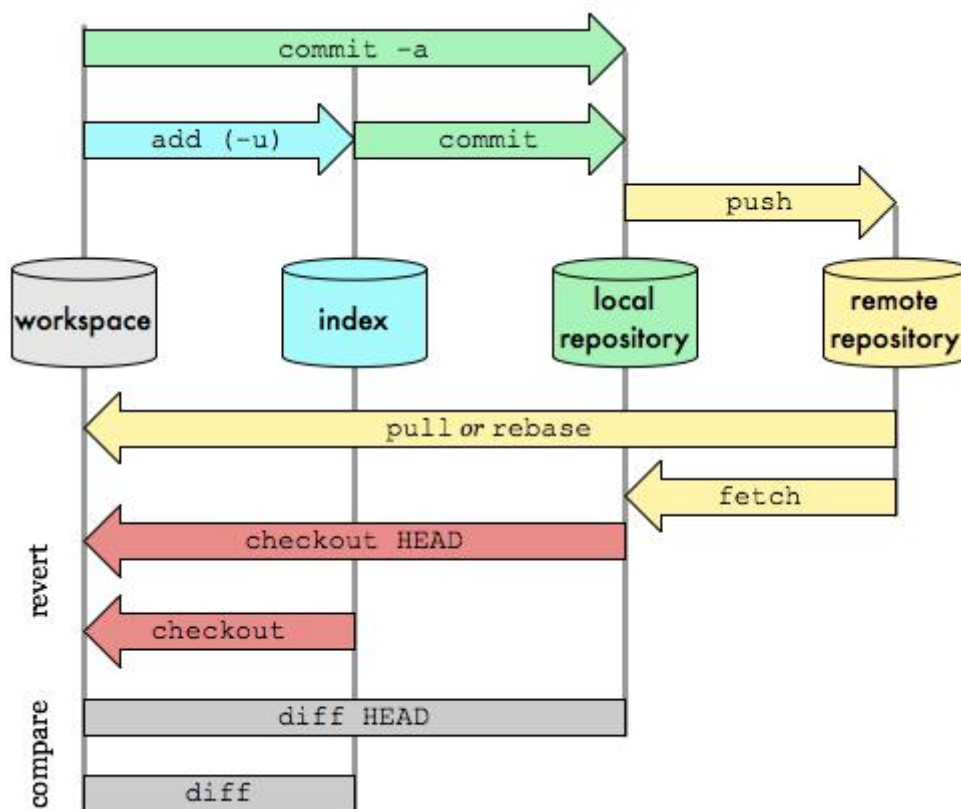 commit -a
add (-u)
commit
push
workspace
index
local
repository
remote
repository
pull or rebase
fetch
checkout HEAD
revert
checkout
diff HEAD
compare
diff